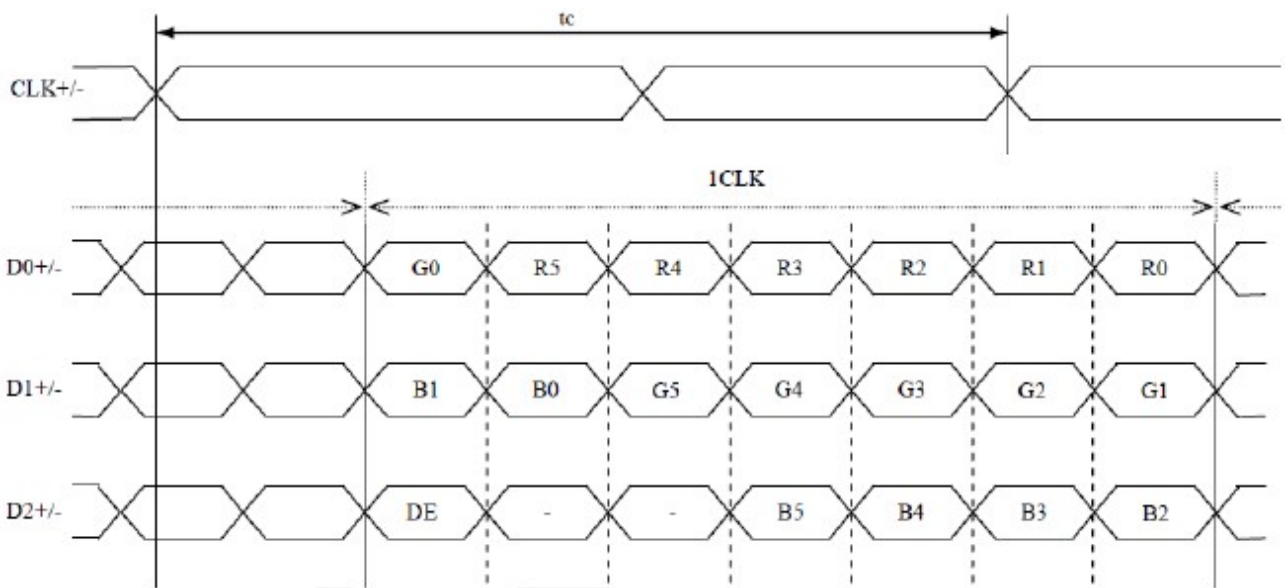 tc
CLK+/-
1CLK
D0+/- G0 R5 R4 R3 R2 R1 R0
D1+/- B1 B0 G5 G4 G3 G2 G1
D2+/- DE - - B5 B4 B3 B2